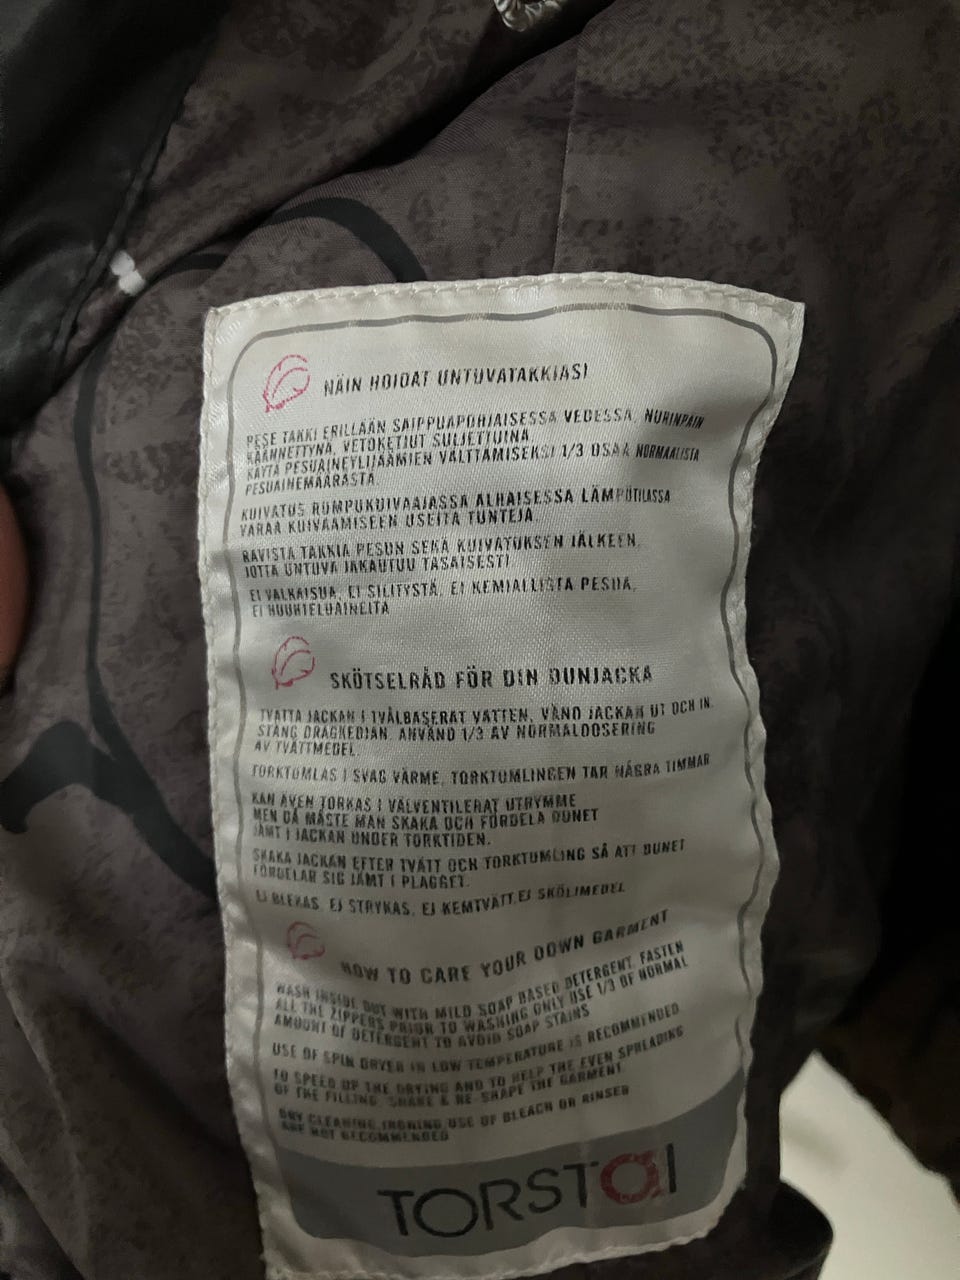 NÄIN HOIDAT UNTUVATAKKIASI
PESE TAKKI ERILLÄÄN SAIPPUAPOHJAISESSA VEDESSÄ, NURINPÄIN
KÄÄNNETTYNÄ, VETOKETJUT SULJETTUINA.
KÄYTÄ PESUAINEYLIJÄÄMIEN VÄLTTÄMISEKSI 1/3 OSAA NORMAALISTA
PESUAINEMÄÄRÄSTÄ.
KUIVATUS RUMPUKUIVAAJASSA ALHAISESSA LÄMPÖTILASSA
VARAA KUIVAAMISEEN USEITA TUNTEJA.
RAVISTA TAKKIA PESUN SEKÄ KUIVATUKSEN JÄLKEEN,
JOTTA UNTUVA JAKAUTUU TASAISESTI
EI VALKAISUA, EI SILITYSTÄ, EI KEMIALLISTA PESUA,
EI HUUHTELUAINEITA
SKÖTSELRÅD FÖR DIN DUNJACKA
TVÄTTA JACKAN I TVÅLBASERAT VATTEN, VÄND JACKAN UT OCH IN.
STÄNG DRAGKEDJAN. ANVÄND 1/3 AV NORMALDOSERING
AV TVÄTTMEDEL.
TORKTUMLAS I SVAG VÄRME, TORKTUMLINGEN TAR NÅGRA TIMMAR
KAN ÄVEN TORKAS I VÄLVENTILERAT UTRYMME
MEN DÅ MÅSTE MAN SKAKA OCH FÖRDELA DUNET
JÄMT I JACKAN UNDER TORKTIDEN.
SKAKA JACKAN EFTER TVÄTT OCH TORKTUMLING SÅ ATT DUNET
FÖRDELAR SIG JÄMT I PLAGGET.
EJ BLEKAS, EJ STRYKAS, EJ KEMTVÄTT, EJ SKÖLJMEDEL
HOW TO CARE YOUR DOWN GARMENT
WASH INSIDE OUT WITH MILD SOAP BASED DETERGENT. FASTEN
ALL THE ZIPPERS PRIOR TO WASHING ONLY USE 1/3 OF NORMAL
AMOUNT OF DETERGENT TO AVOID SOAP STAINS
USE OF SPIN DRYER IN LOW TEMPERATURE IS RECOMMENDED
TO SPEED UP THE DRYING AND TO HELP THE EVEN SPREADING
OF THE FILLING, SHAKE & RE-SHAPE THE GARMENT.
DRY CLEANING, IRONING, USE OF BLEACH OR RINSES
ARE NOT RECOMMENDED
TORSTAI